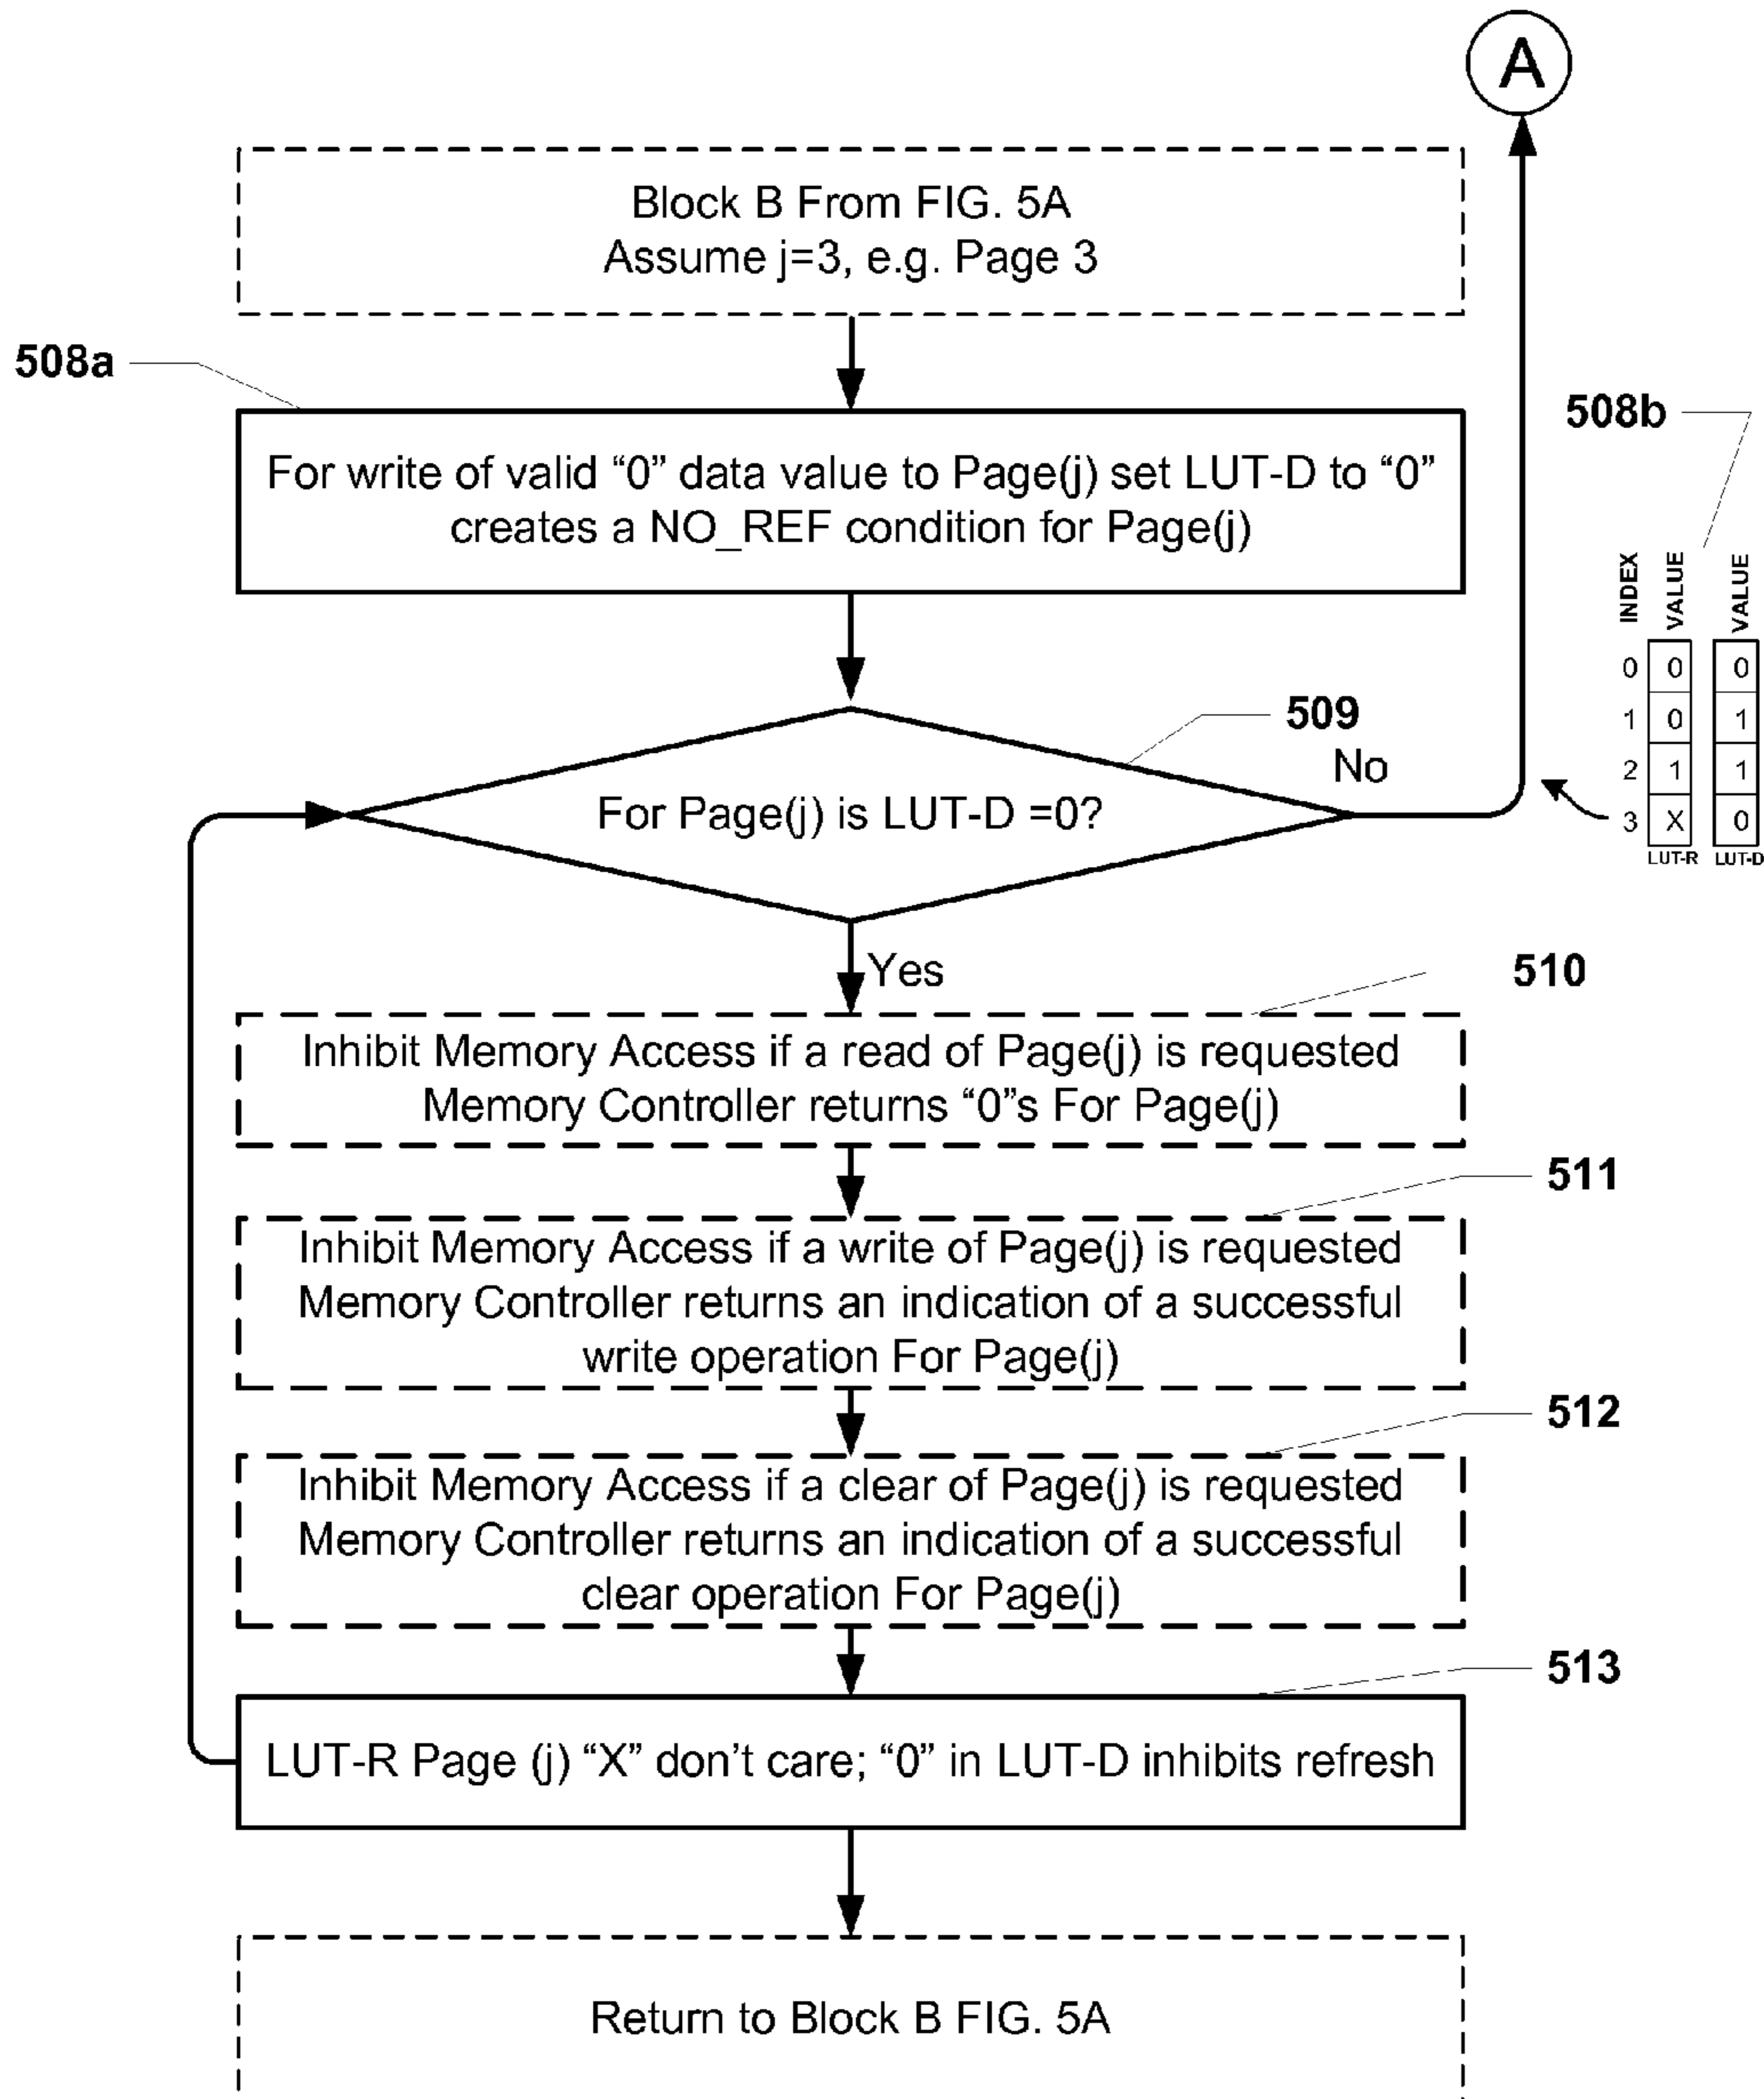 A
Block B From FIG. 5A
Assume j=3, e.g. Page 3
508a
For write of valid “0” data value to Page(j) set LUT-D to “0”
creates a NO_REF condition for Page(j)
508b
INDEX VALUE VALUE
0 0 0
1 0 1
2 1 1
3 X 0
LUT-R LUT-D
509
No
For Page(j) is LUT-D =0?
Yes
510
Inhibit Memory Access if a read of Page(j) is requested
Memory Controller returns “0”s For Page(j)
511
Inhibit Memory Access if a write of Page(j) is requested
Memory Controller returns an indication of a successful
write operation For Page(j)
512
Inhibit Memory Access if a clear of Page(j) is requested
Memory Controller returns an indication of a successful
clear operation For Page(j)
513
LUT-R Page (j) “X” don’t care; “0” in LUT-D inhibits refresh
Return to Block B FIG. 5A